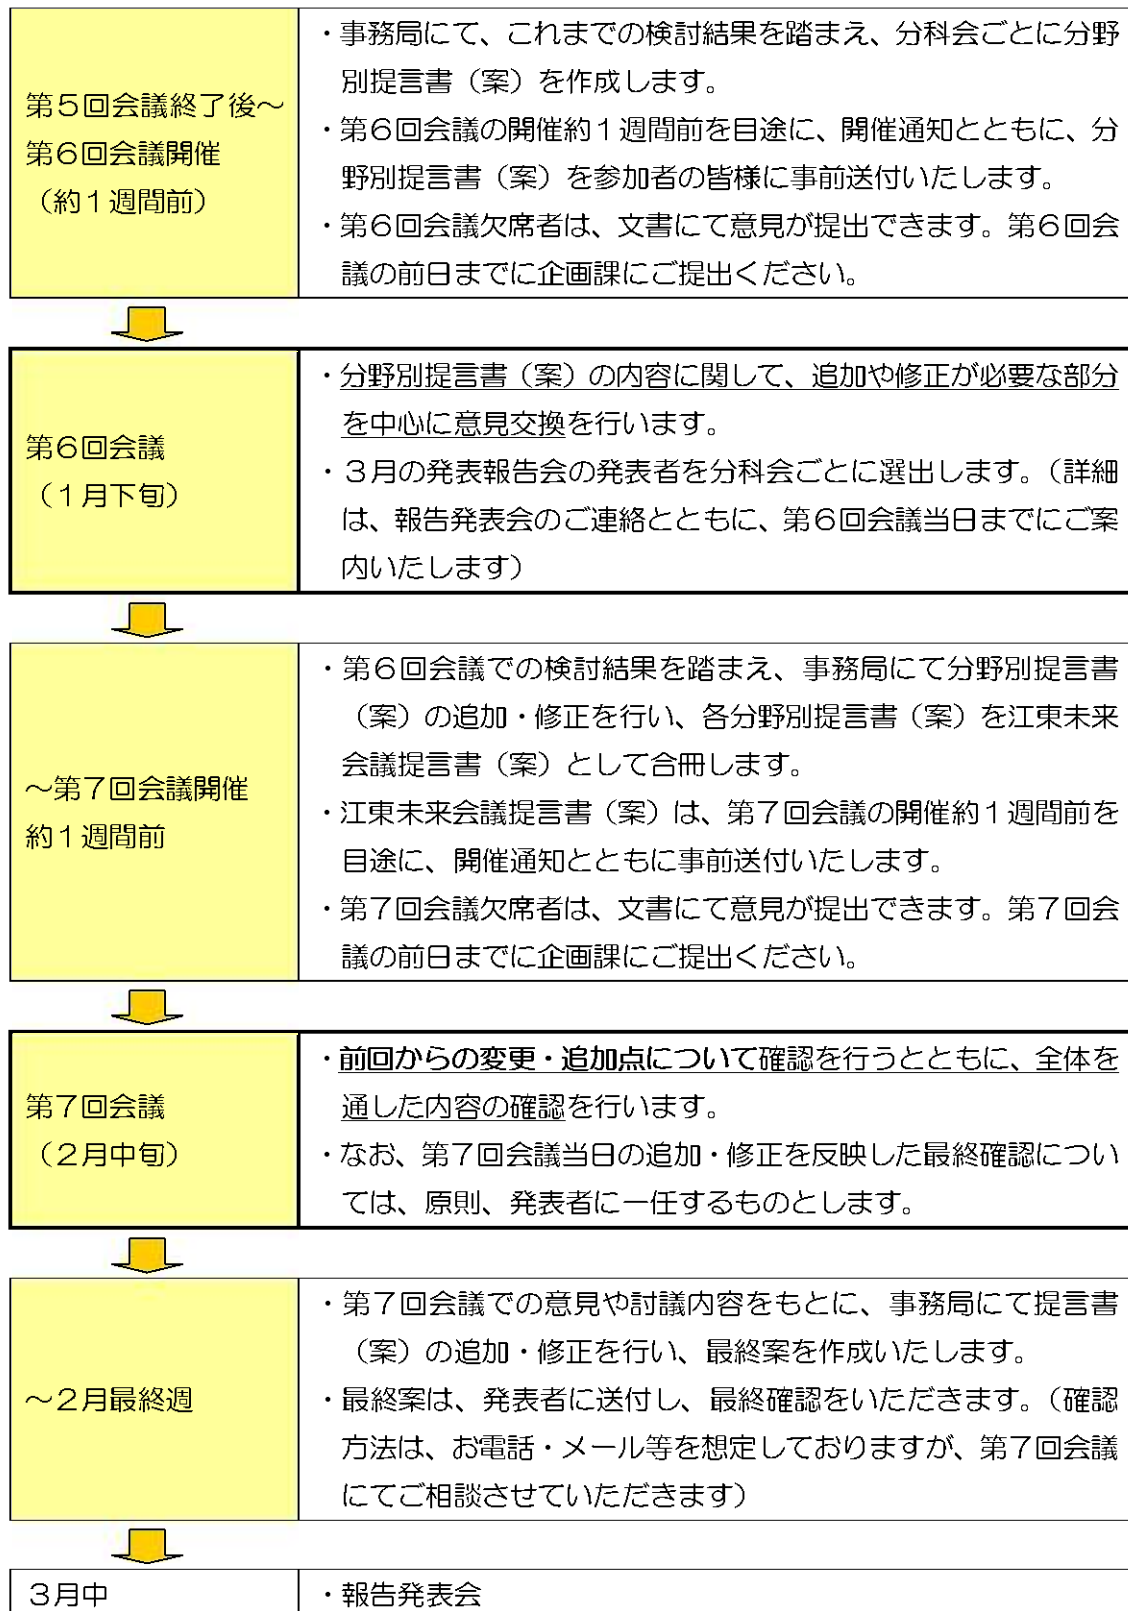 第５回会議終了後～
第６回会議開催
（約１週間前）
・事務局にて、これまでの検討結果を踏まえ、分科会ごとに分野
別提言書（案）を作成します。
・第６回会議の開催約１週間前を目途に、開催通知とともに、分
野別提言書（案）を参加者の皆様に事前送付いたします。
・第６回会議欠席者は、文書にて意見が提出できます。第６回会
議の前日までに企画課にご提出ください。
第６回会議
（１月下旬）
・分野別提言書（案）の内容に関して、追加や修正が必要な部分
を中心に意見交換を行います。
・３月の発表報告会の発表者を分科会ごとに選出します。（詳細
は、報告発表会のご連絡とともに、第６回会議当日までにご案
内いたします）
～第７回会議開催
約１週間前
・第６回会議での検討結果を踏まえ、事務局にて分野別提言書
（案）の追加・修正を行い、各分野別提言書（案）を江東未来
会議提言書（案）として合冊します。
・江東未来会議提言書（案）は、第７回会議の開催約１週間前を
目途に、開催通知とともに事前送付いたします。
・第７回会議欠席者は、文書にて意見が提出できます。第７回会
議の前日までに企画課にご提出ください。
第７回会議
（２月中旬）
・前回からの変更・追加点について確認を行うとともに、全体を
通した内容の確認を行います。
・なお、第７回会議当日の追加・修正を反映した最終確認につい
ては、原則、発表者に一任するものとします。
～２月最終週
・第７回会議での意見や討議内容をもとに、事務局にて提言書
（案）の追加・修正を行い、最終案を作成いたします。
・最終案は、発表者に送付し、最終確認をいただきます。（確認
方法は、お電話・メール等を想定しておりますが、第７回会議
にてご相談させていただきます）
３月中
・報告発表会